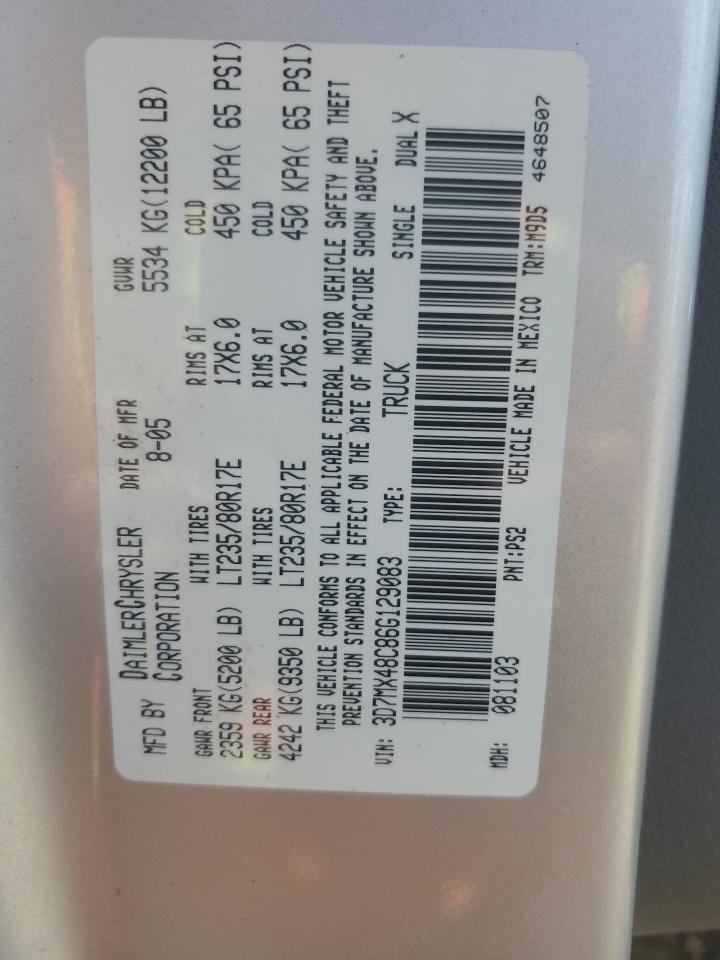 MFD BY DAIMLERCHRYSLER DATE OF MFR GVWR
CORPORATION 8-05 5534 KG(12200 LB)
GAWR FRONT WITH TIRES RIMS AT COLD
2359 KG(5200 LB) LT235/80R17E 17X6.0 450 KPA( 65 PSI)
GAWR REAR WITH TIRES RIMS AT COLD
4242 KG(9350 LB) LT235/80R17E 17X6.0 450 KPA( 65 PSI)
THIS VEHICLE CONFORMS TO ALL APPLICABLE FEDERAL MOTOR VEHICLE SAFETY AND THEFT
PREVENTION STANDARDS IN EFFECT ON THE DATE OF MANUFACTURE SHOWN ABOVE.
VIN: 3D7MX48C86G129083 TYPE: TRUCK SINGLE DUAL X
MDH: 081103 PNT:PS2 VEHICLE MADE IN MEXICO TRM:M9D5
4648507